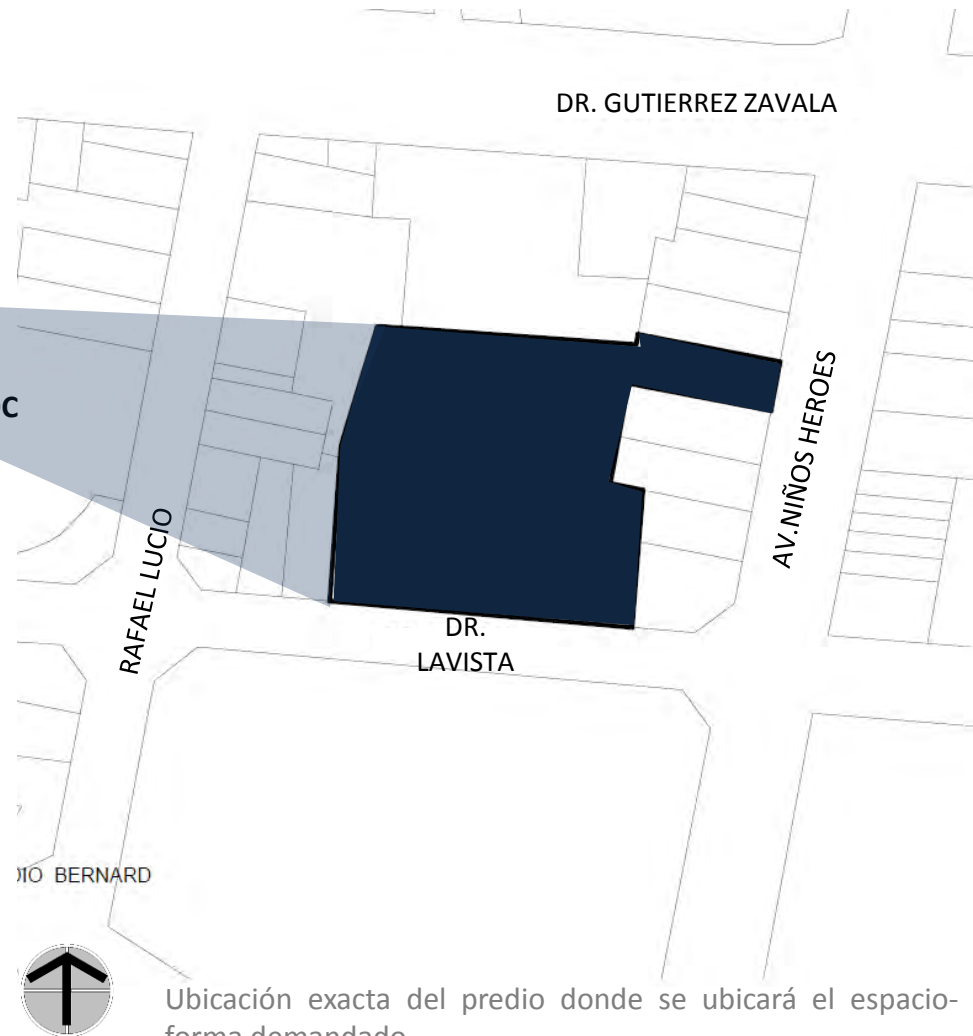 DR. GUTIERREZ ZAVALA
C
AV.NIÑOS HEROES
RAFAEL LUCIO
DR.
LAVISTA
BERNARD
Ubicación exacta del predio donde se ubicará el espacio-
forma demandado